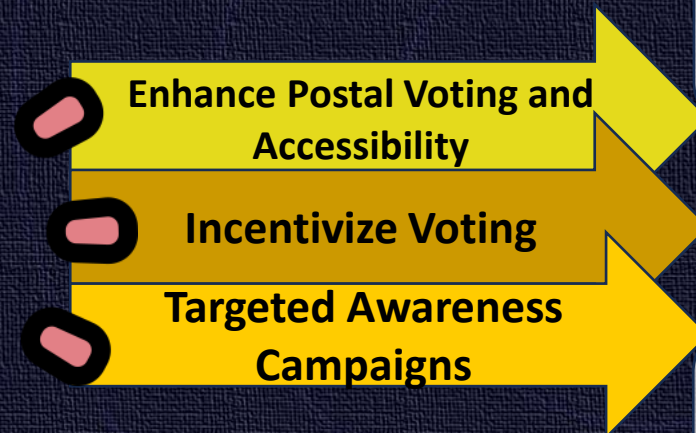 Enhance Postal Voting and
Accessibility
Incentivize Voting
Targeted Awareness
Campaigns